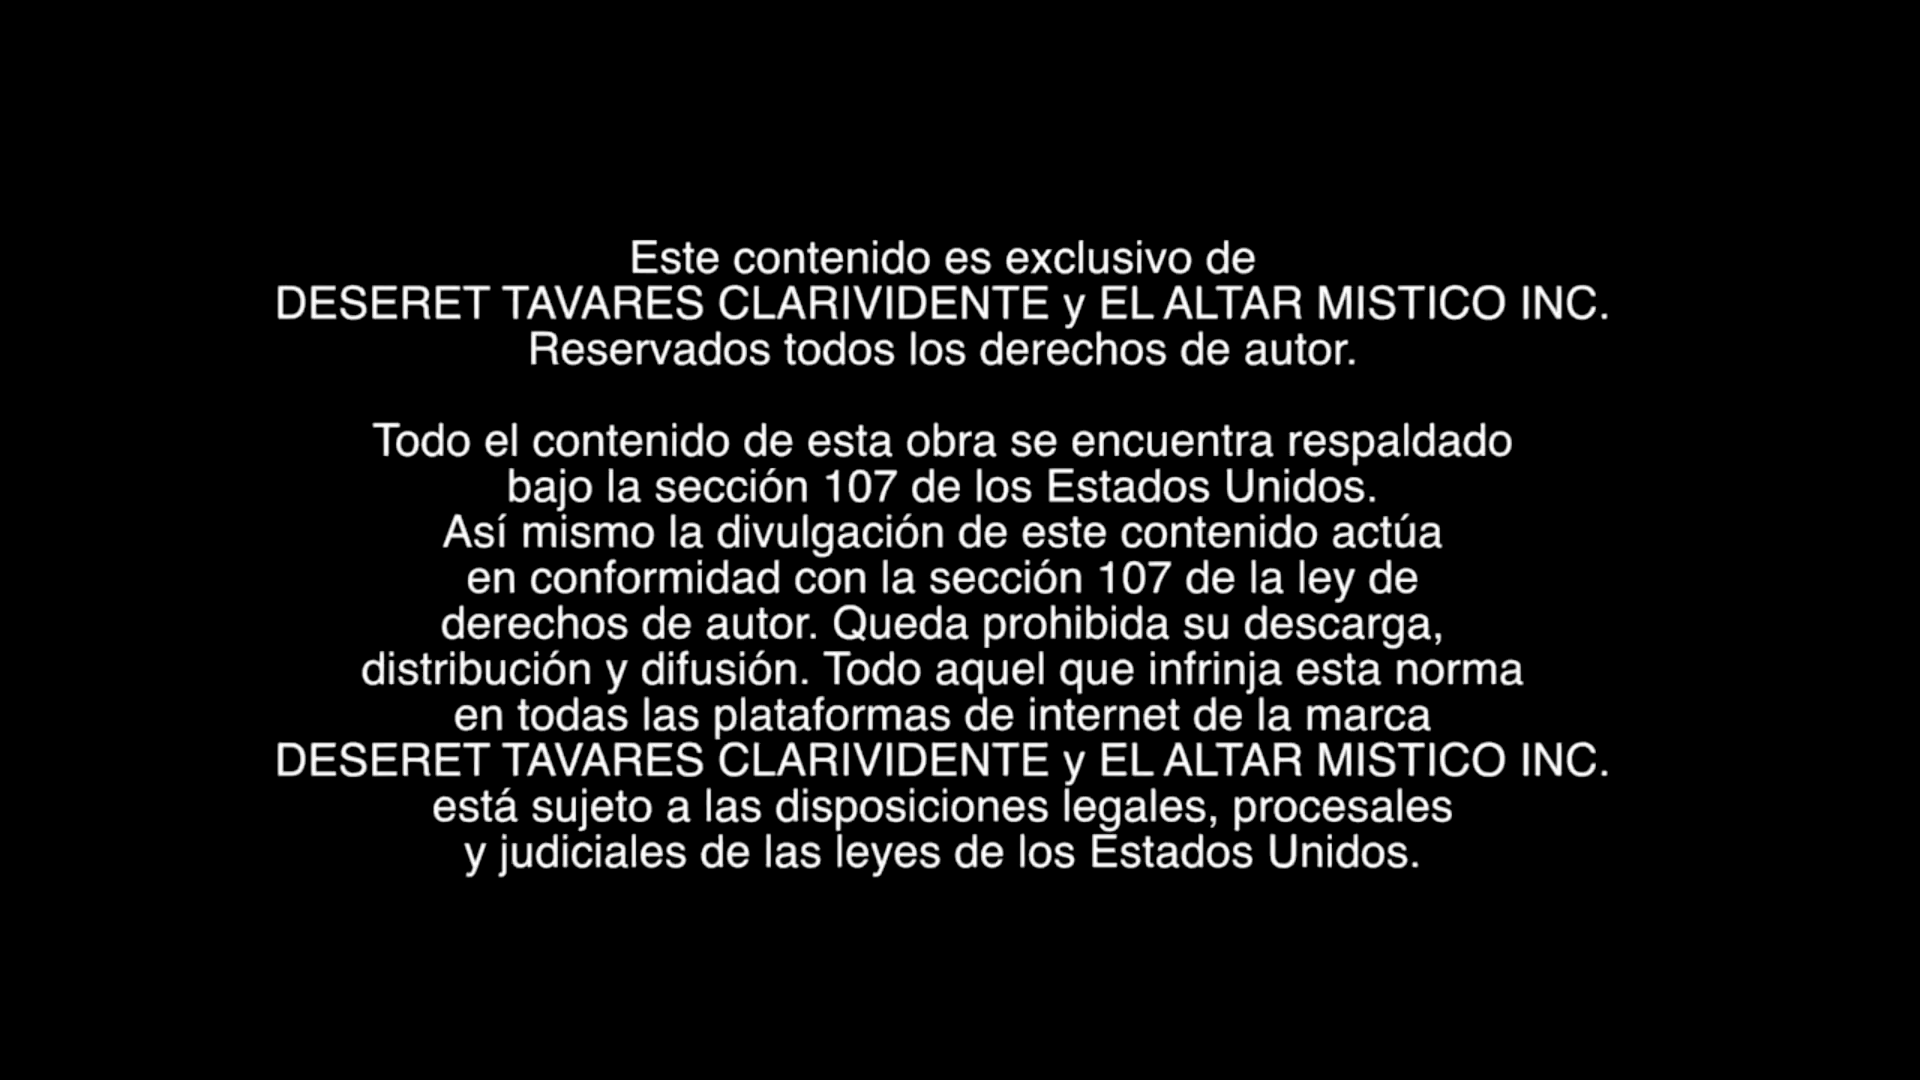 Este contenido es exclusivo de
DESERET TAVARES CLARIVIDENTE y EL ALTAR MISTICO INC.
Reservados todos los derechos de autor.
Todo el contenido de esta obra se encuentra respaldado
bajo la sección 107 de los Estados Unidos.
Así mismo la divulgación de este contenido actúa
en conformidad con la sección 107 de la ley de
derechos de autor. Queda prohibida su descarga,
distribución y difusión. Todo aquel que infrinja esta norma
en todas las plataformas de internet de la marca
DESERET TAVARES CLARIVIDENTE y EL ALTAR MISTICO INC.
está sujeto a las disposiciones legales, procesales
y judiciales de las leyes de los Estados Unidos.